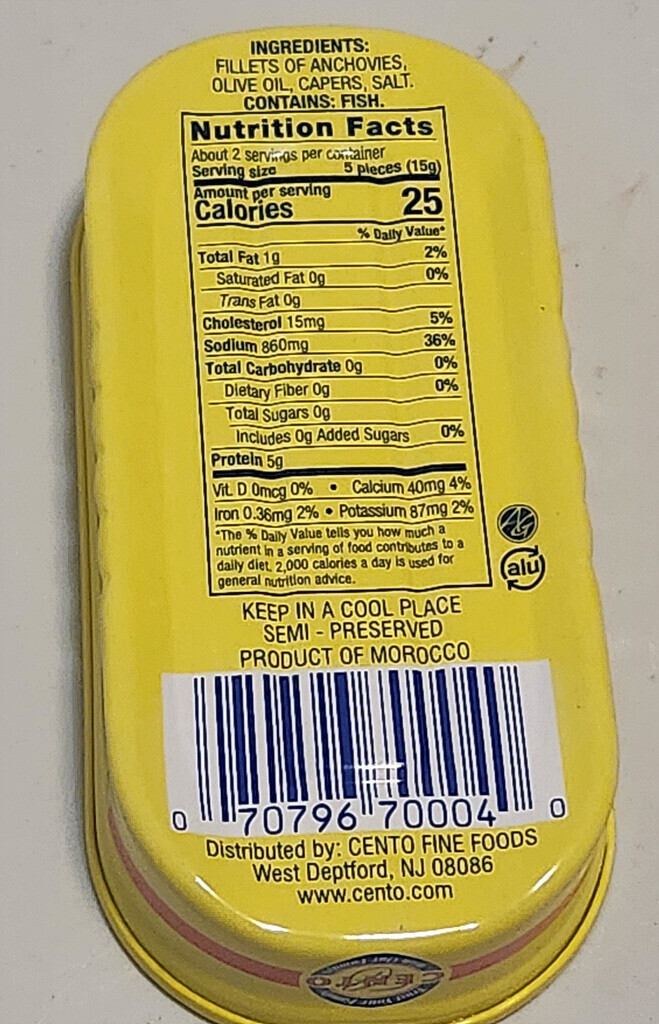 INGREDIENTS:
FILLETS OF ANCHOVIES,
OLIVE OIL, CAPERS, SALT.
CONTAINS: FISH.
Nutrition Facts
About 2 servings per container
Serving size 5 pieces (15g)
Amount per serving
Calories 25
% Daily Value*
Total Fat 1g 2%
Saturated Fat 0g 0%
Trans Fat 0g
Cholesterol 15mg 5%
Sodium 860mg 36%
Total Carbohydrate 0g 0%
Dietary Fiber 0g 0%
Total Sugars 0g
Includes 0g Added Sugars 0%
Protein 5g
Vit. D 0mcg 0% • Calcium 40mg 4%
Iron 0.36mg 2% • Potassium 87mg 2%
*The % Daily Value tells you how much a
nutrient in a serving of food contributes to a
daily diet. 2,000 calories a day is used for
general nutrition advice.
alu
KEEP IN A COOL PLACE
SEMI - PRESERVED
PRODUCT OF MOROCCO
0 70796 70004 0
Distributed by: CENTO FINE FOODS
West Deptford, NJ 08086
www.cento.com
CENTO